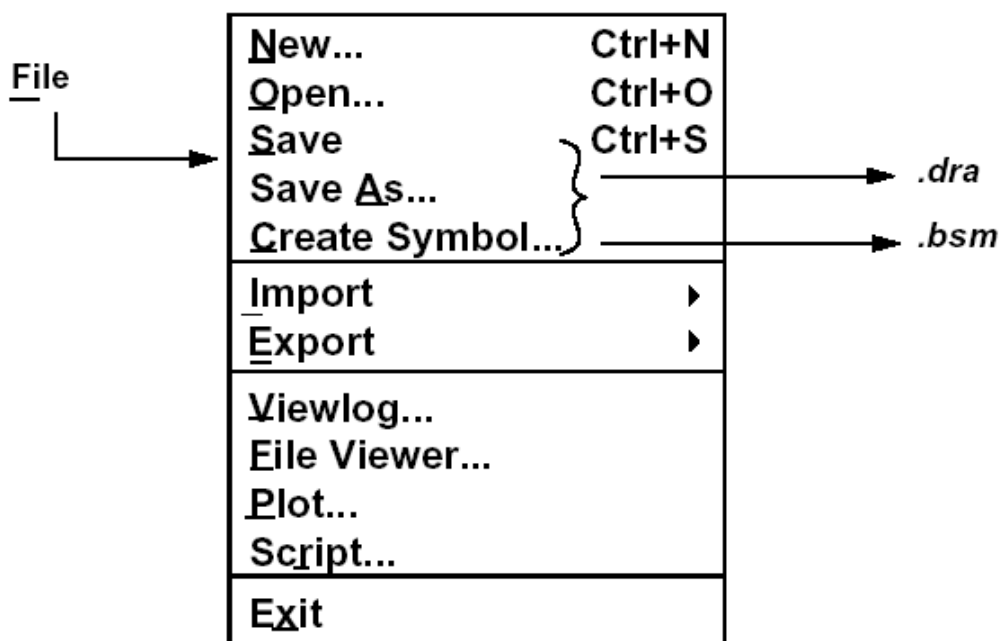 File
New... Ctrl+N
Open... Ctrl+O
Save Ctrl+S
Save As... .dra
Create Symbol... .bsm
Import
Export
Viewlog...
File Viewer...
Plot...
Script...
Exit